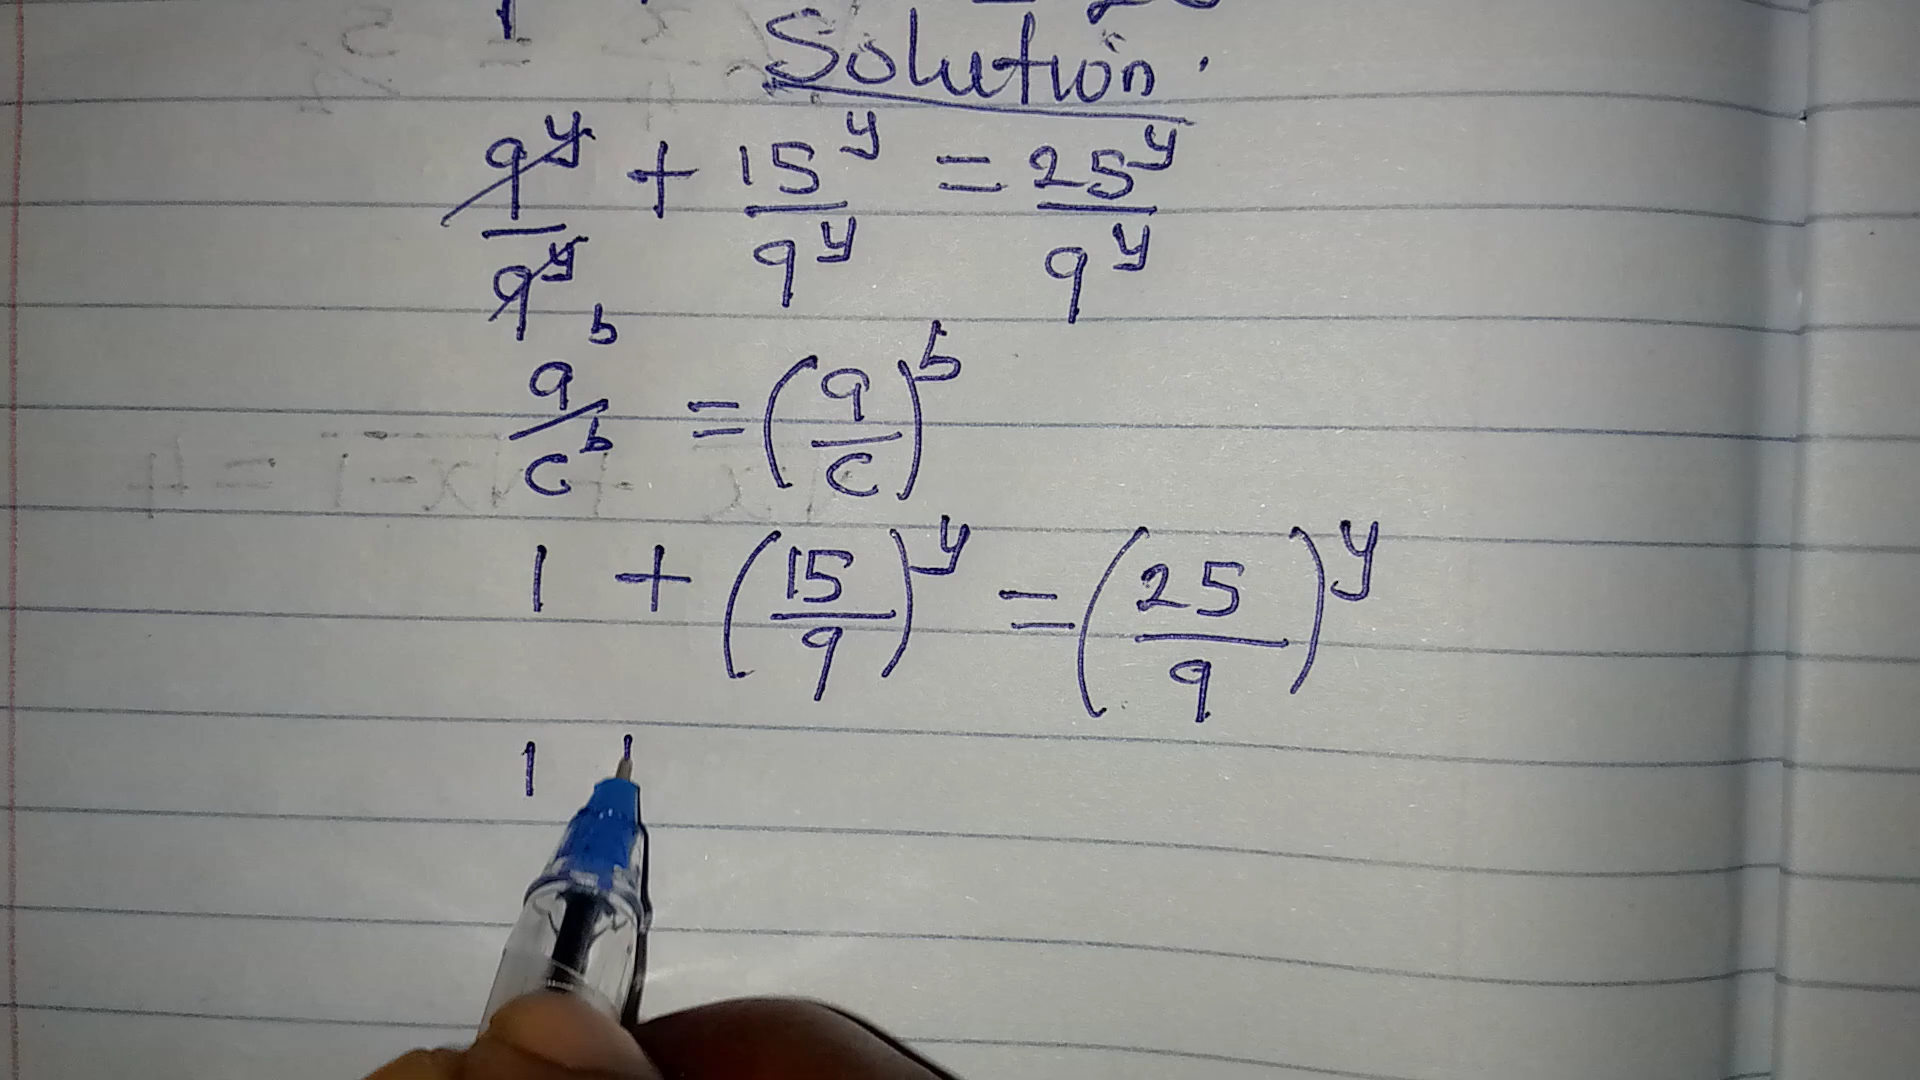 Solution.
9^y/9^y + 15^y/9^y = 25^y/9^y
a^b/c^b = (a/c)^b
1 + (15/9)^y = (25/9)^y
1